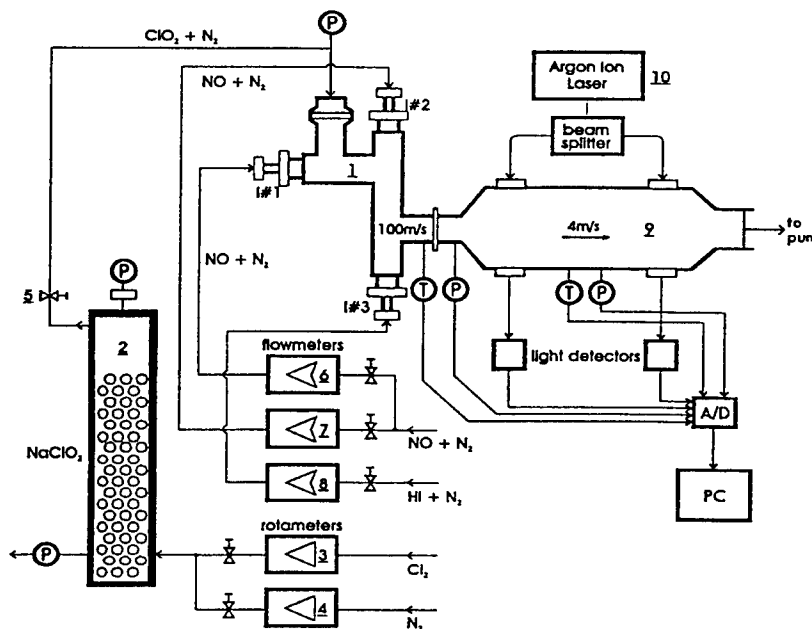 P
ClO₂ + N₂
Argon Ion
Laser
10
NO + N₂
I#2
beam
splitter
1
I#1
100m/s
4m/s
9
to
pum
NO + N₂
5
P
I#3
T
P
T
P
2
flowmeters
6
light detectors
A/D
7
NO + N₂
NaClO₂
8
HI + N₂
PC
rotameters
P
3
Cl₂
4
N₂